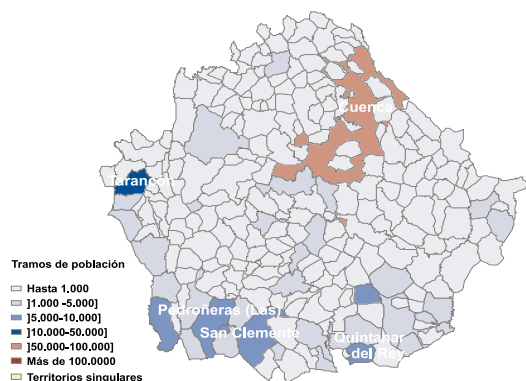 Cuenca
Tarancón
Tramos de población
Hasta 1.000
]1.000 -5.000]
]5.000-10.000]
]10.000-50.000]
]50.000-100.000]
Más de 100.0000
Territorios singulares
Pedroñeras (Las)
San Clemente
Quintanar
del Rey